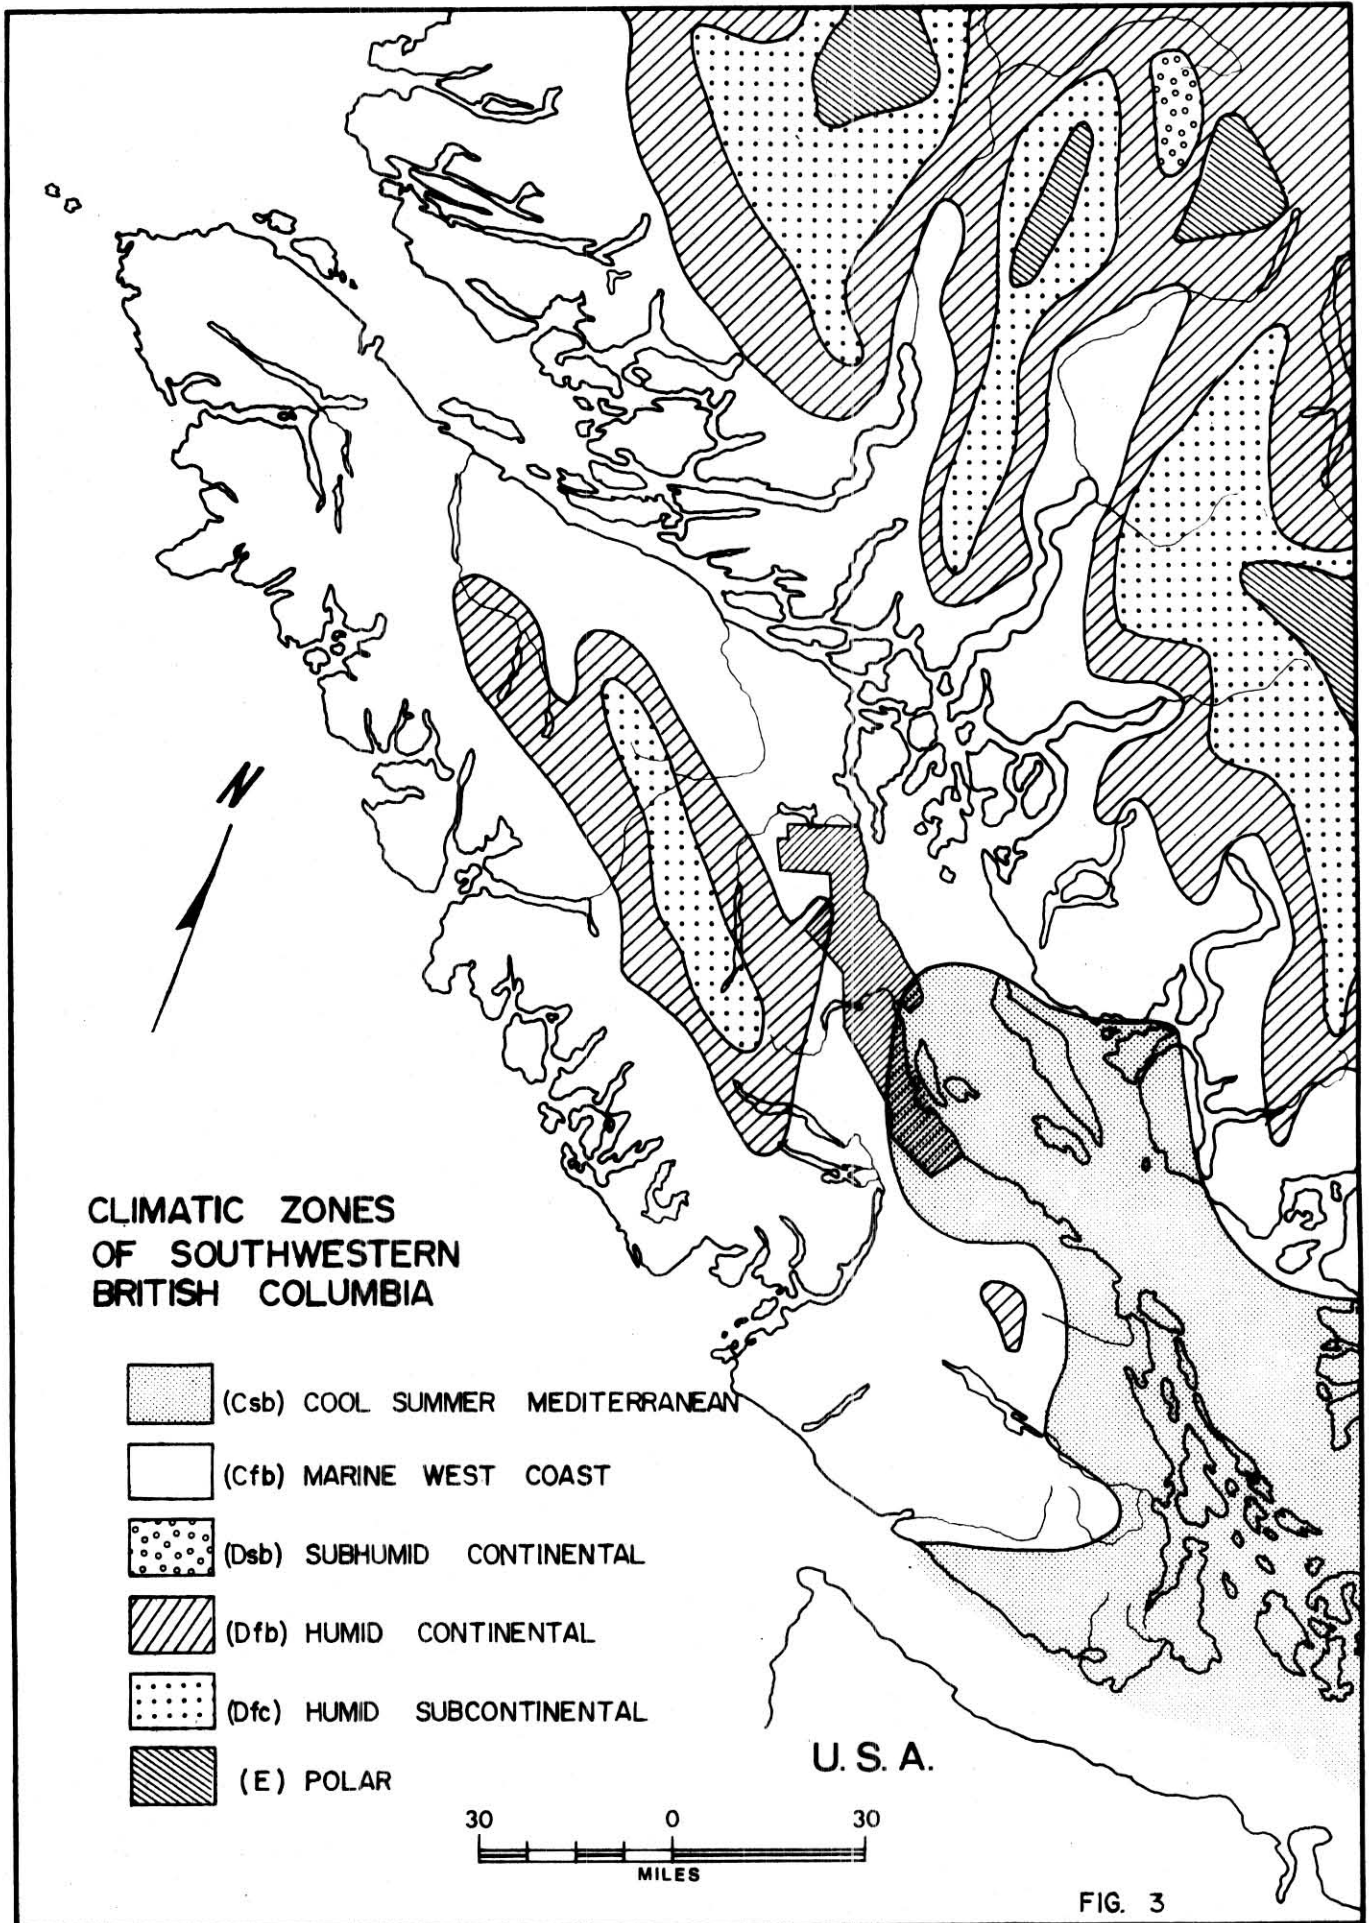 N
CLIMATIC ZONES
OF SOUTHWESTERN
BRITISH COLUMBIA
(Csb) COOL SUMMER MEDITERRANEAN
(Cfb) MARINE WEST COAST
(Dsb) SUBHUMID CONTINENTAL
(Dfb) HUMID CONTINENTAL
(Dfc) HUMID SUBCONTINENTAL
(E) POLAR
U. S. A.
30 0 30
MILES
FIG. 3